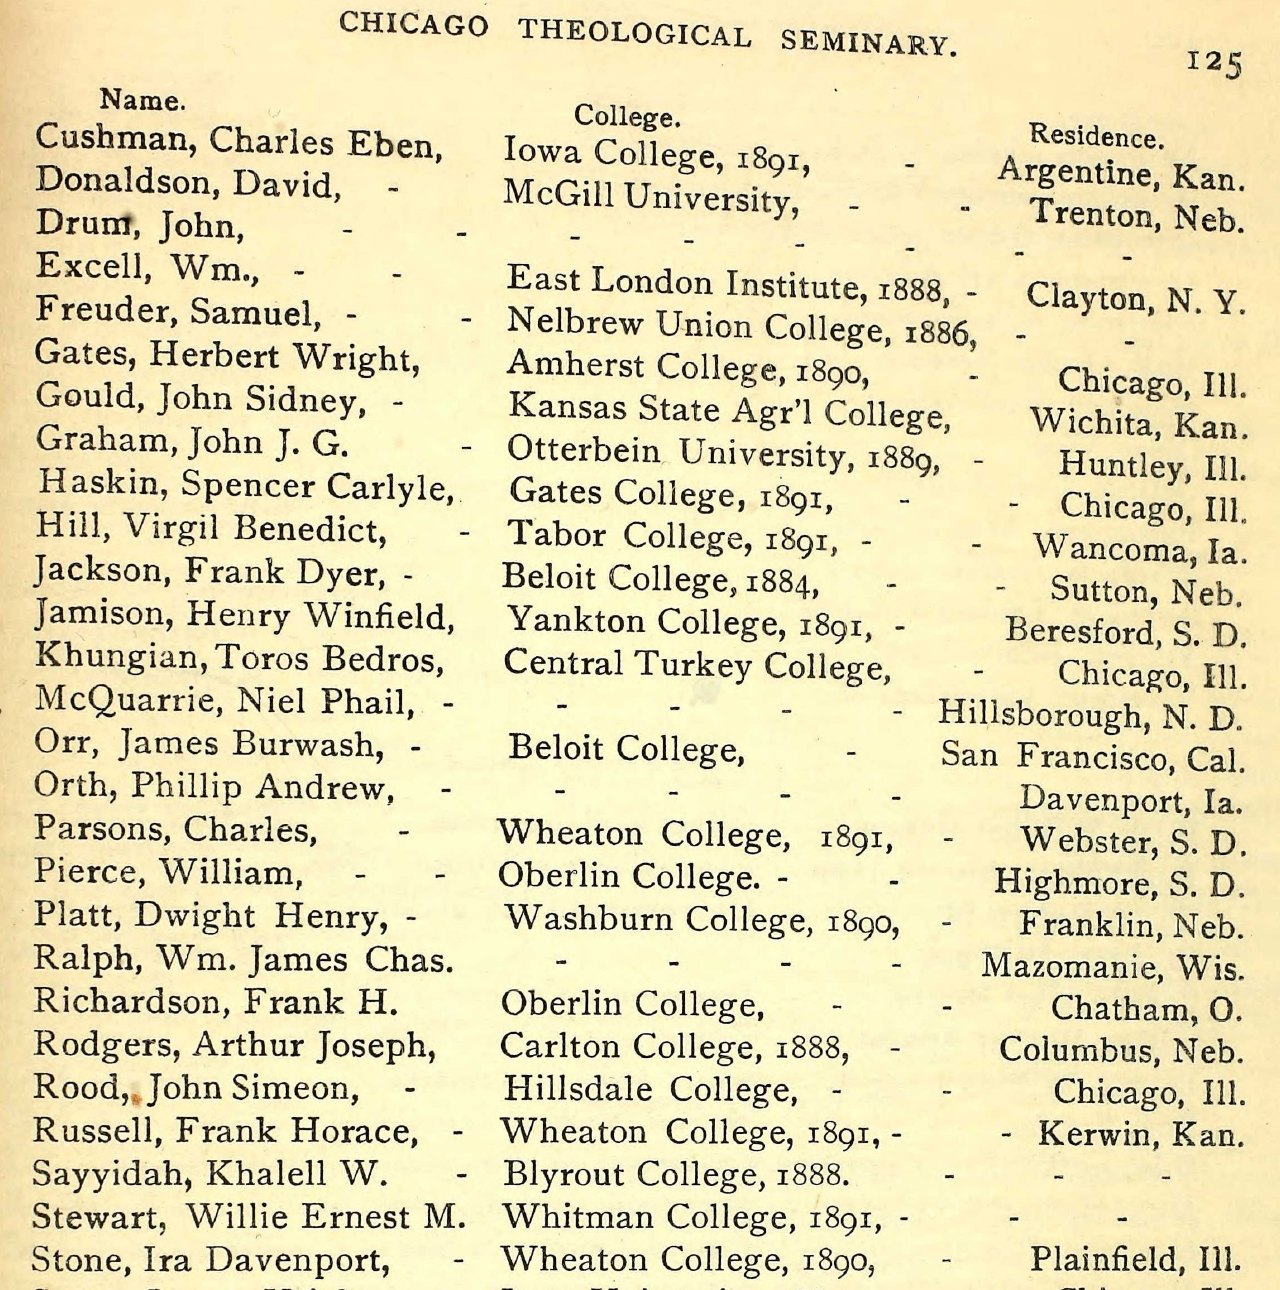 CHICAGO THEOLOGICAL SEMINARY. 125
Name. College. Residence.
Cushman, Charles Eben, Iowa College, 1891, - Argentine, Kan.
Donaldson, David, - McGill University, - - Trenton, Neb.
Drum, John, - - - - - - - -
Excell, Wm., - - East London Institute, 1888, - Clayton, N. Y.
Freuder, Samuel, - - Nelbrew Union College, 1886, - -
Gates, Herbert Wright, Amherst College, 1890, - Chicago, Ill.
Gould, John Sidney, - Kansas State Agr'l College, Wichita, Kan.
Graham, John J. G. - Otterbein University, 1889, - Huntley, Ill.
Haskin, Spencer Carlyle, Gates College, 1891, - - Chicago, Ill.
Hill, Virgil Benedict, - Tabor College, 1891, - - Wancoma, Ia.
Jackson, Frank Dyer, - Beloit College, 1884, - - Sutton, Neb.
Jamison, Henry Winfield, Yankton College, 1891, - Beresford, S. D.
Khungian, Toros Bedros, Central Turkey College, - Chicago, Ill.
McQuarrie, Niel Phail, - - - - - Hillsborough, N. D.
Orr, James Burwash, - Beloit College, - San Francisco, Cal.
Orth, Phillip Andrew, - - - - - Davenport, Ia.
Parsons, Charles, - Wheaton College, 1891, - Webster, S. D.
Pierce, William, - - Oberlin College. - - Highmore, S. D.
Platt, Dwight Henry, - Washburn College, 1890, - Franklin, Neb.
Ralph, Wm. James Chas. - - - - Mazomanie, Wis.
Richardson, Frank H. Oberlin College, - - Chatham, O.
Rodgers, Arthur Joseph, Carlton College, 1888, - Columbus, Neb.
Rood, John Simeon, - Hillsdale College, - - Chicago, Ill.
Russell, Frank Horace, - Wheaton College, 1891, - - Kerwin, Kan.
Sayyidah, Khalell W. - Blyrout College, 1888. - - -
Stewart, Willie Ernest M. Whitman College, 1891, - - -
Stone, Ira Davenport, - Wheaton College, 1890, - Plainfield, Ill.